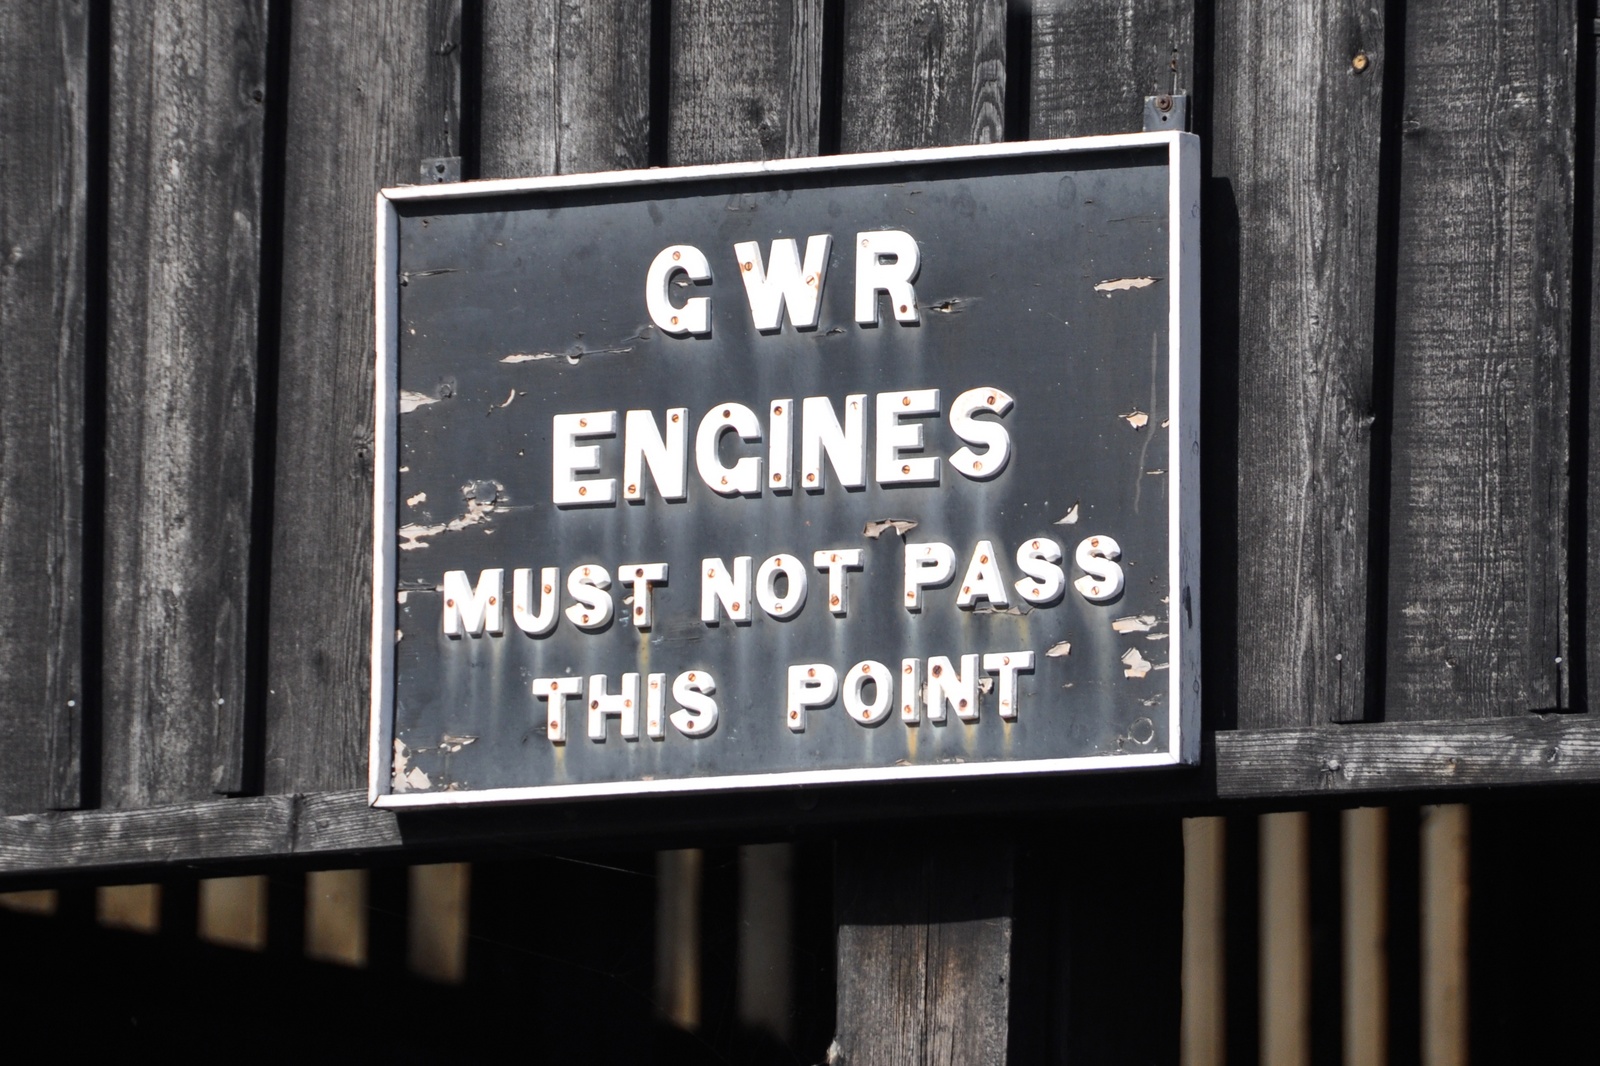 GWR
ENGINES
MUST NOT PASS
THIS POINT